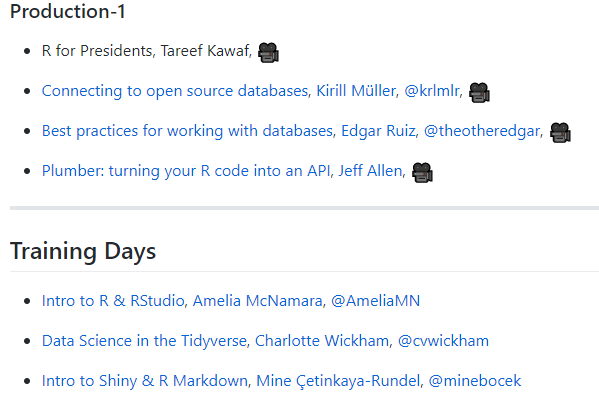 Production-1
R for Presidents, Tareef Kawaf,
Connecting to open source databases, Kirill Müller, @krlmlr,
Best practices for working with databases, Edgar Ruiz, @theotheredgar,
Plumber: turning your R code into an API, Jeff Allen,
Training Days
Intro to R & RStudio, Amelia McNamara, @AmeliaMN
Data Science in the Tidyverse, Charlotte Wickham, @cvwickham
Intro to Shiny & R Markdown, Mine Çetinkaya-Rundel, @minebocek